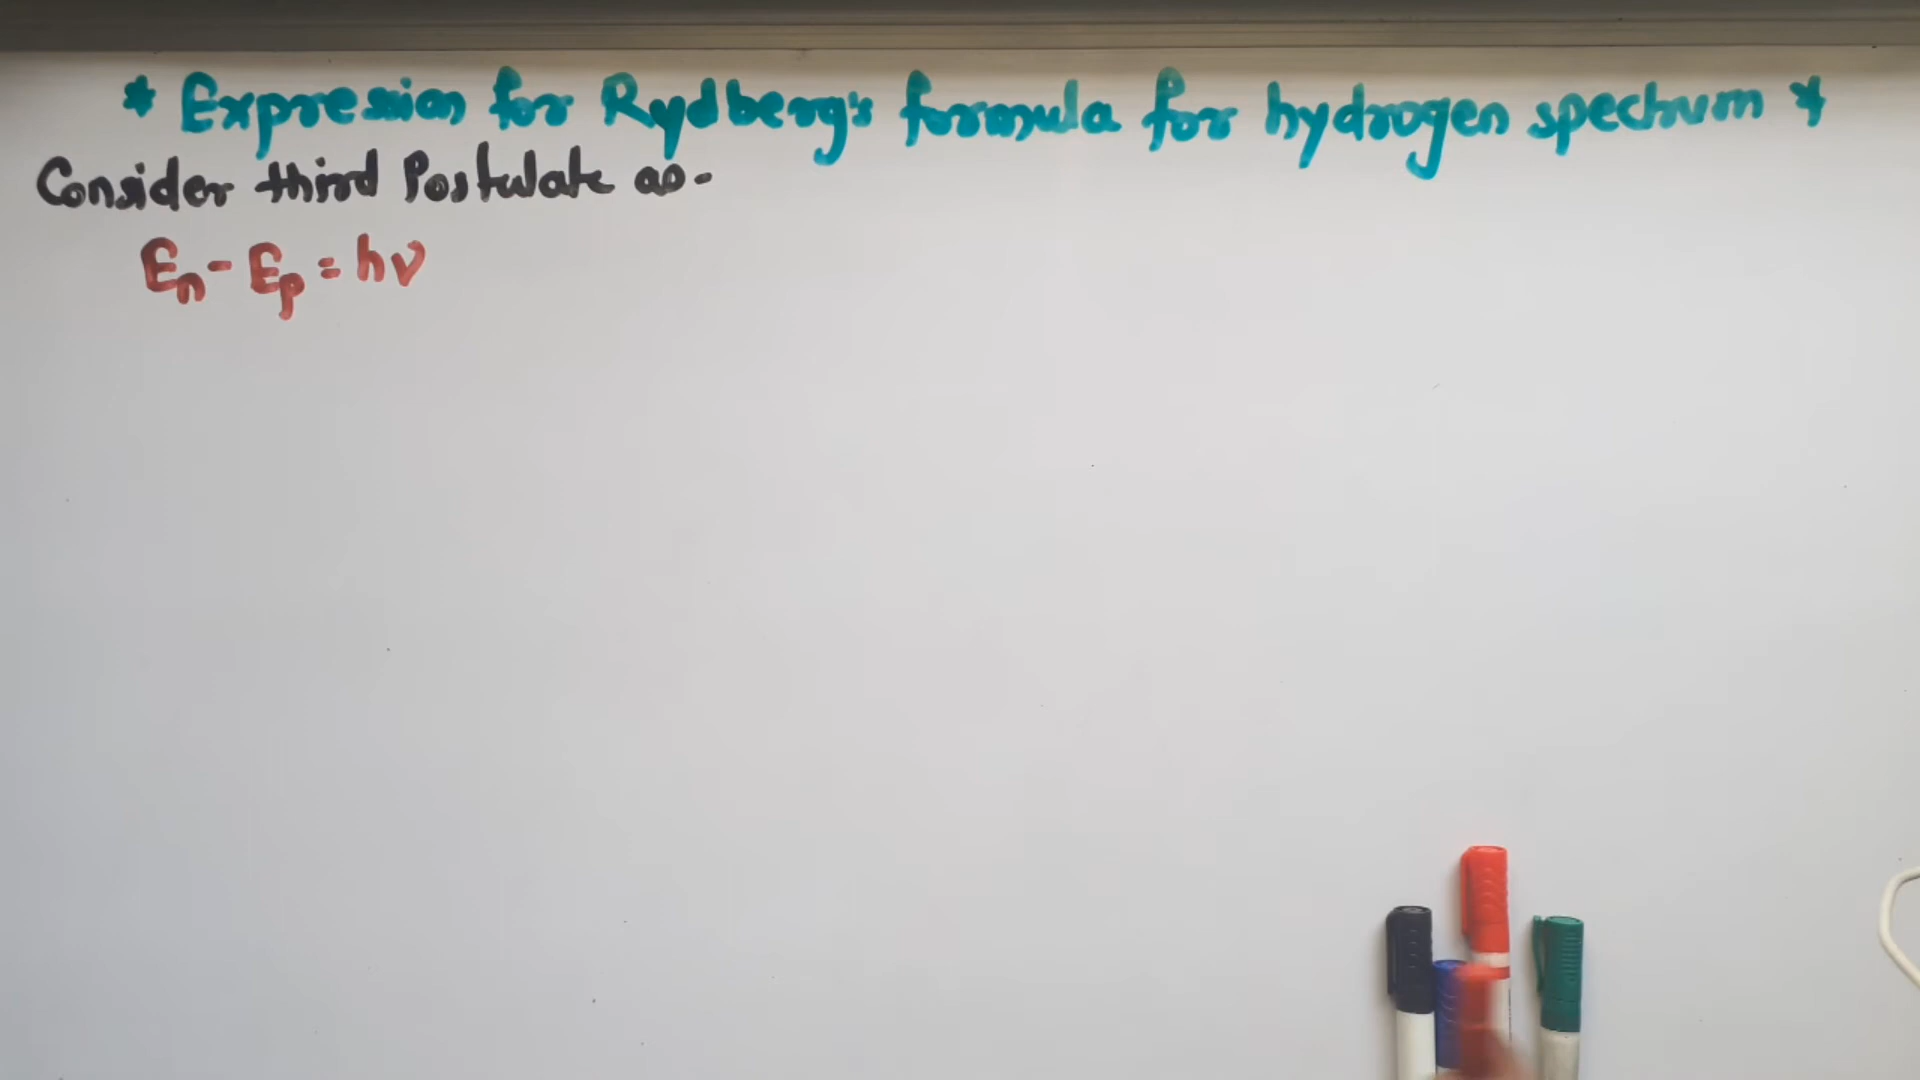 * Expression for Rydberg's formula for hydrogen spectrum *
Consider third Postulate as-
En - Ep = hν